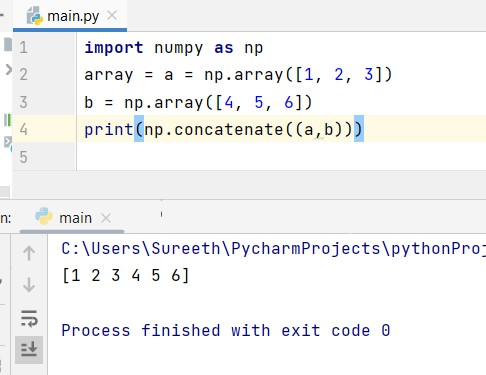 main.py
1 import numpy as np
2 array = a = np.array([1, 2, 3])
3 b = np.array([4, 5, 6])
4 print(np.concatenate((a,b)))
5
n: main
C:\Users\Sureeth\PycharmProjects\pythonProj
[1 2 3 4 5 6]
Process finished with exit code 0